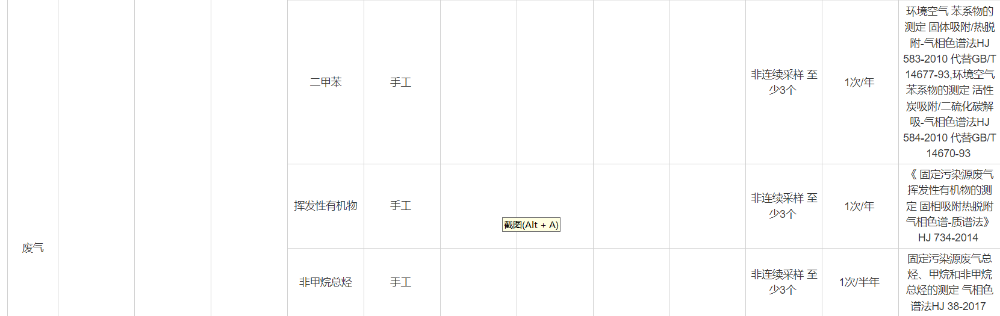 二甲苯
手工
非连续采样 至
少3个
1次/年
环境空气 苯系物的
测定 固体吸附/热脱
附-气相色谱法HJ
583-2010 代替GB/T
14677-93,环境空气
苯系物的测定 活性
炭吸附/二硫化碳解
吸-气相色谱法HJ
584-2010 代替GB/T
14670-93
挥发性有机物
手工
非连续采样 至
少3个
1次/年
《 固定污染源废气
挥发性有机物的测
定 固相吸附热脱附
气相色谱-质谱法》
HJ 734-2014
截图(Alt + A)
废气
非甲烷总烃
手工
非连续采样 至
少3个
1次/半年
固定污染源废气总
烃、甲烷和非甲烷
总烃的测定 气相色
谱法HJ 38-2017